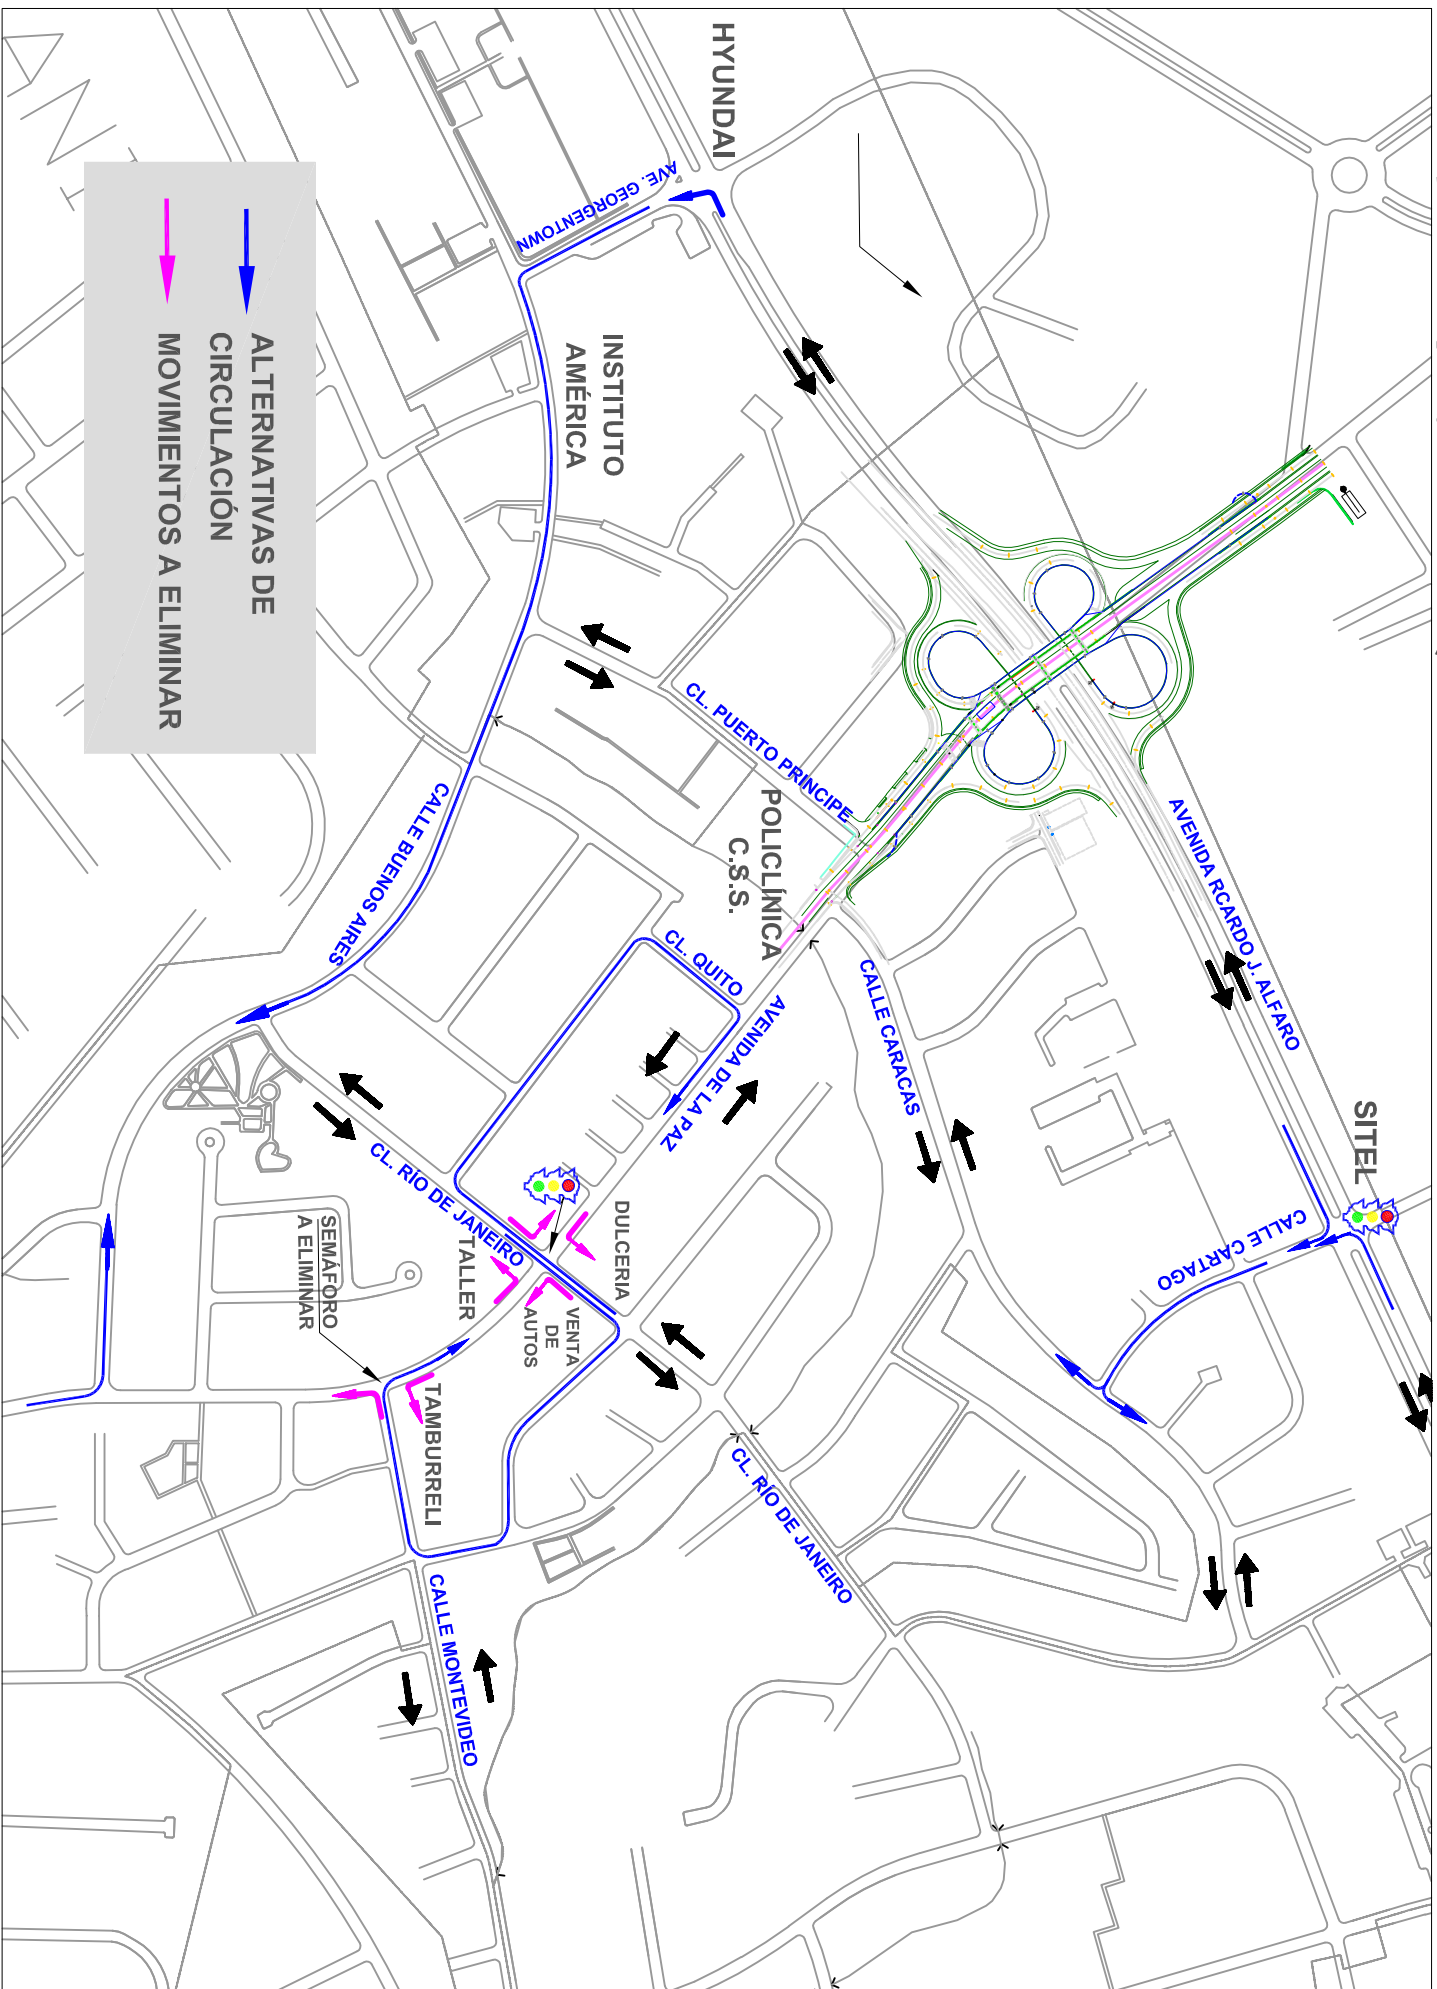 HYUNDAI
AVE. GEORGENTOWN
INSTITUTO
AMÉRICA
ALTERNATIVAS DE
CIRCULACIÓN
MOVIMIENTOS A ELIMINAR
CL. PUERTO PRINCIPE
POLICLÍNICA
C.S.S.
AVENIDA RCARDO J. ALFARO
CALLE BUENOS AIRES
CL. QUITO
AVENIDA DE LA PAZ
CALLE CARACAS
SITEL
CALLE CARTAGO
CL. RÍO DE JANEIRO
DULCERIA
TALLER
SEMÁFORO
A ELIMINAR
VENTA
DE
AUTOS
TAMBURRELI
CL. RÍO DE JANEIRO
CALLE MONTEVIDEO